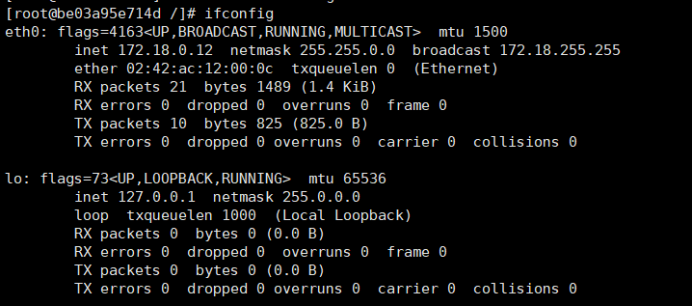 [root@be03a95e714d /]# ifconfig
eth0: flags=4163<UP,BROADCAST,RUNNING,MULTICAST>  mtu 1500
        inet 172.18.0.12  netmask 255.255.0.0  broadcast 172.18.255.255
        ether 02:42:ac:12:00:0c  txqueuelen 0  (Ethernet)
        RX packets 21  bytes 1489 (1.4 KiB)
        RX errors 0  dropped 0  overruns 0  frame 0
        TX packets 10  bytes 825 (825.0 B)
        TX errors 0  dropped 0 overruns 0  carrier 0  collisions 0
lo: flags=73<UP,LOOPBACK,RUNNING>  mtu 65536
        inet 127.0.0.1  netmask 255.0.0.0
        loop  txqueuelen 1000  (Local Loopback)
        RX packets 0  bytes 0 (0.0 B)
        RX errors 0  dropped 0  overruns 0  frame 0
        TX packets 0  bytes 0 (0.0 B)
        TX errors 0  dropped 0 overruns 0  carrier 0  collisions 0